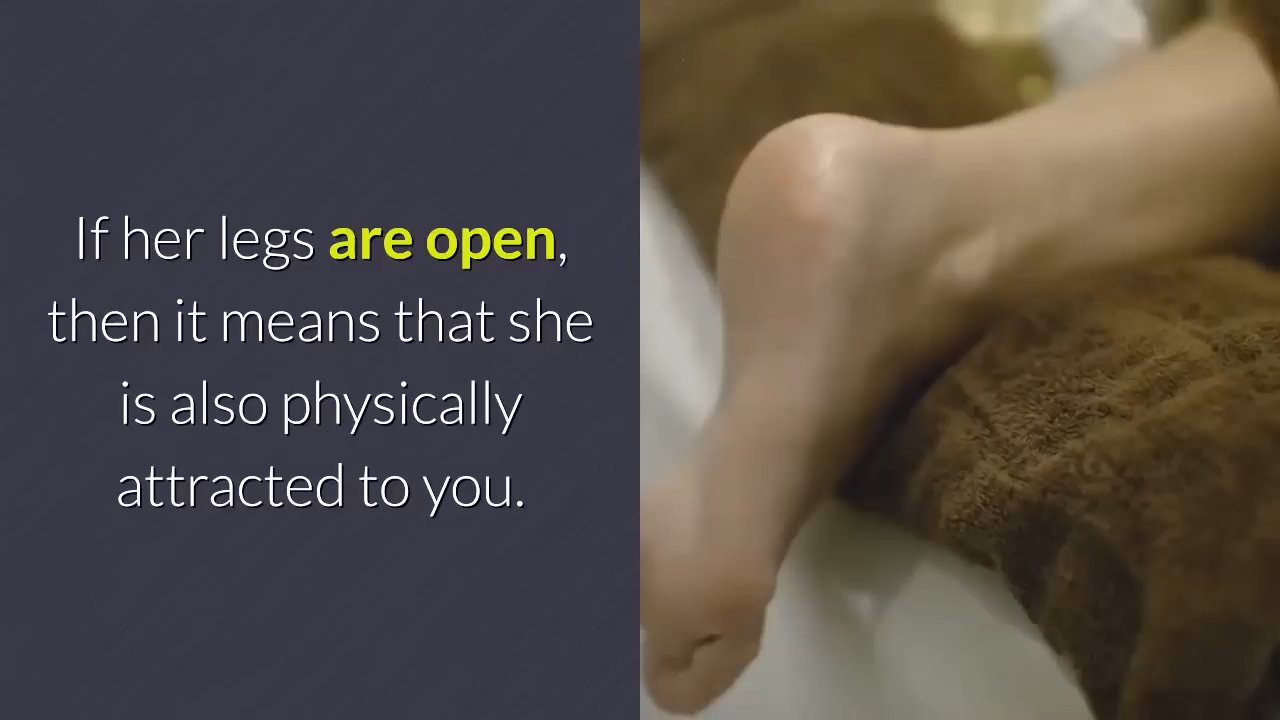 If her legs are open,
then it means that she
is also physically
attracted to you.